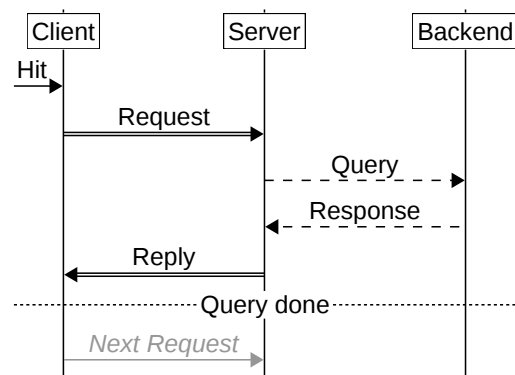 Client Server Backend
Hit
Request
Query
Response
Reply
Query done
Next Request